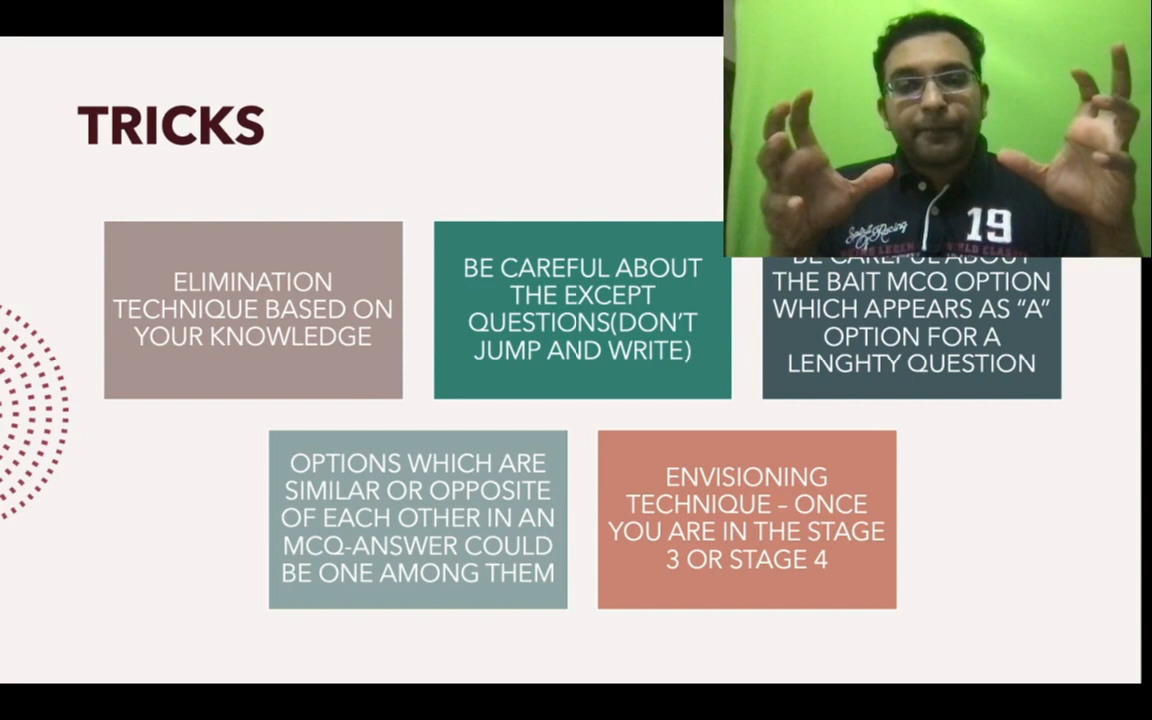 TRICKS
ELIMINATION
TECHNIQUE BASED ON
YOUR KNOWLEDGE
BE CAREFUL ABOUT
THE EXCEPT
QUESTIONS(DON'T
JUMP AND WRITE)
19
BE CAREFUL ABOUT
THE BAIT MCQ OPTION
WHICH APPEARS AS “A”
OPTION FOR A
LENGHTY QUESTION
OPTIONS WHICH ARE
SIMILAR OR OPPOSITE
OF EACH OTHER IN AN
MCQ-ANSWER COULD
BE ONE AMONG THEM
ENVISIONING
TECHNIQUE – ONCE
YOU ARE IN THE STAGE
3 OR STAGE 4